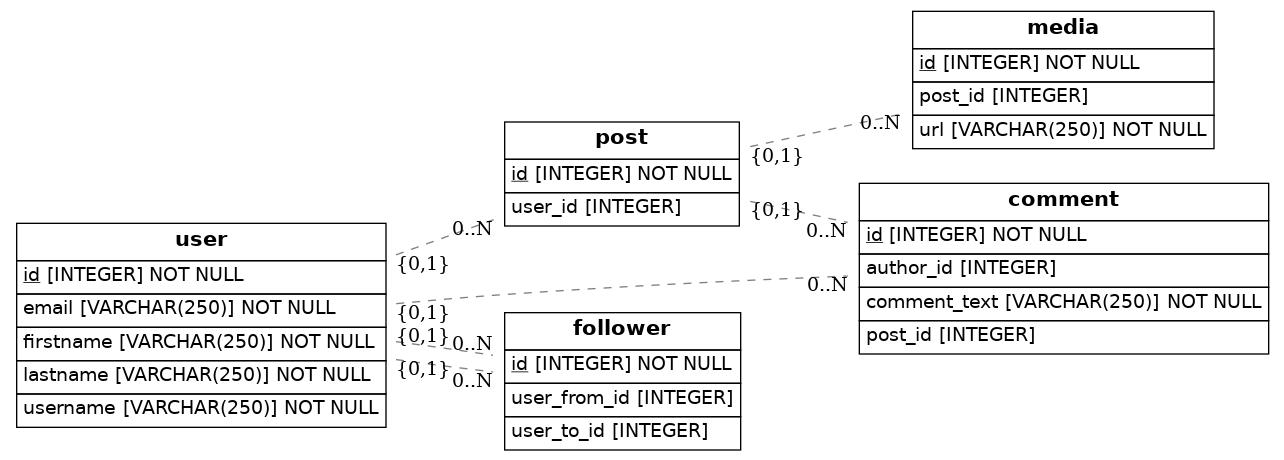 media
id [INTEGER] NOT NULL
post_id [INTEGER]
url [VARCHAR(250)] NOT NULL
0..N
{0,1}
post
id [INTEGER] NOT NULL
user_id [INTEGER]
{0,1}
0..N
comment
id [INTEGER] NOT NULL
author_id [INTEGER]
comment_text [VARCHAR(250)] NOT NULL
post_id [INTEGER]
0..N
{0,1}
user
id [INTEGER] NOT NULL
email [VARCHAR(250)] NOT NULL
firstname [VARCHAR(250)] NOT NULL
lastname [VARCHAR(250)] NOT NULL
username [VARCHAR(250)] NOT NULL
{0,1}
0..N
{0,1}
0..N
{0,1}
0..N
follower
id [INTEGER] NOT NULL
user_from_id [INTEGER]
user_to_id [INTEGER]